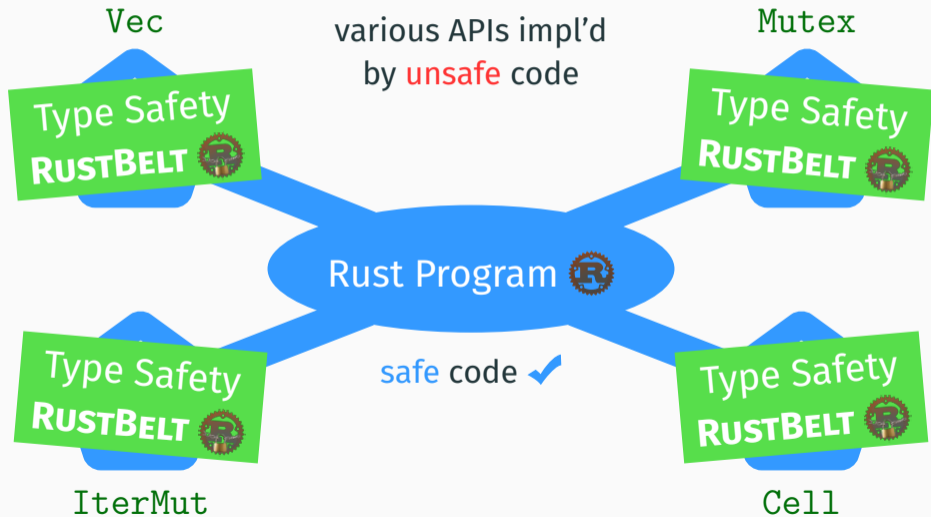 Vec
various APIs impl'd
by unsafe code
Mutex
Type Safety
RUSTBELT
Type Safety
RUSTBELT
Rust Program
safe code
Type Safety
RUSTBELT
Type Safety
RUSTBELT
IterMut
Cell